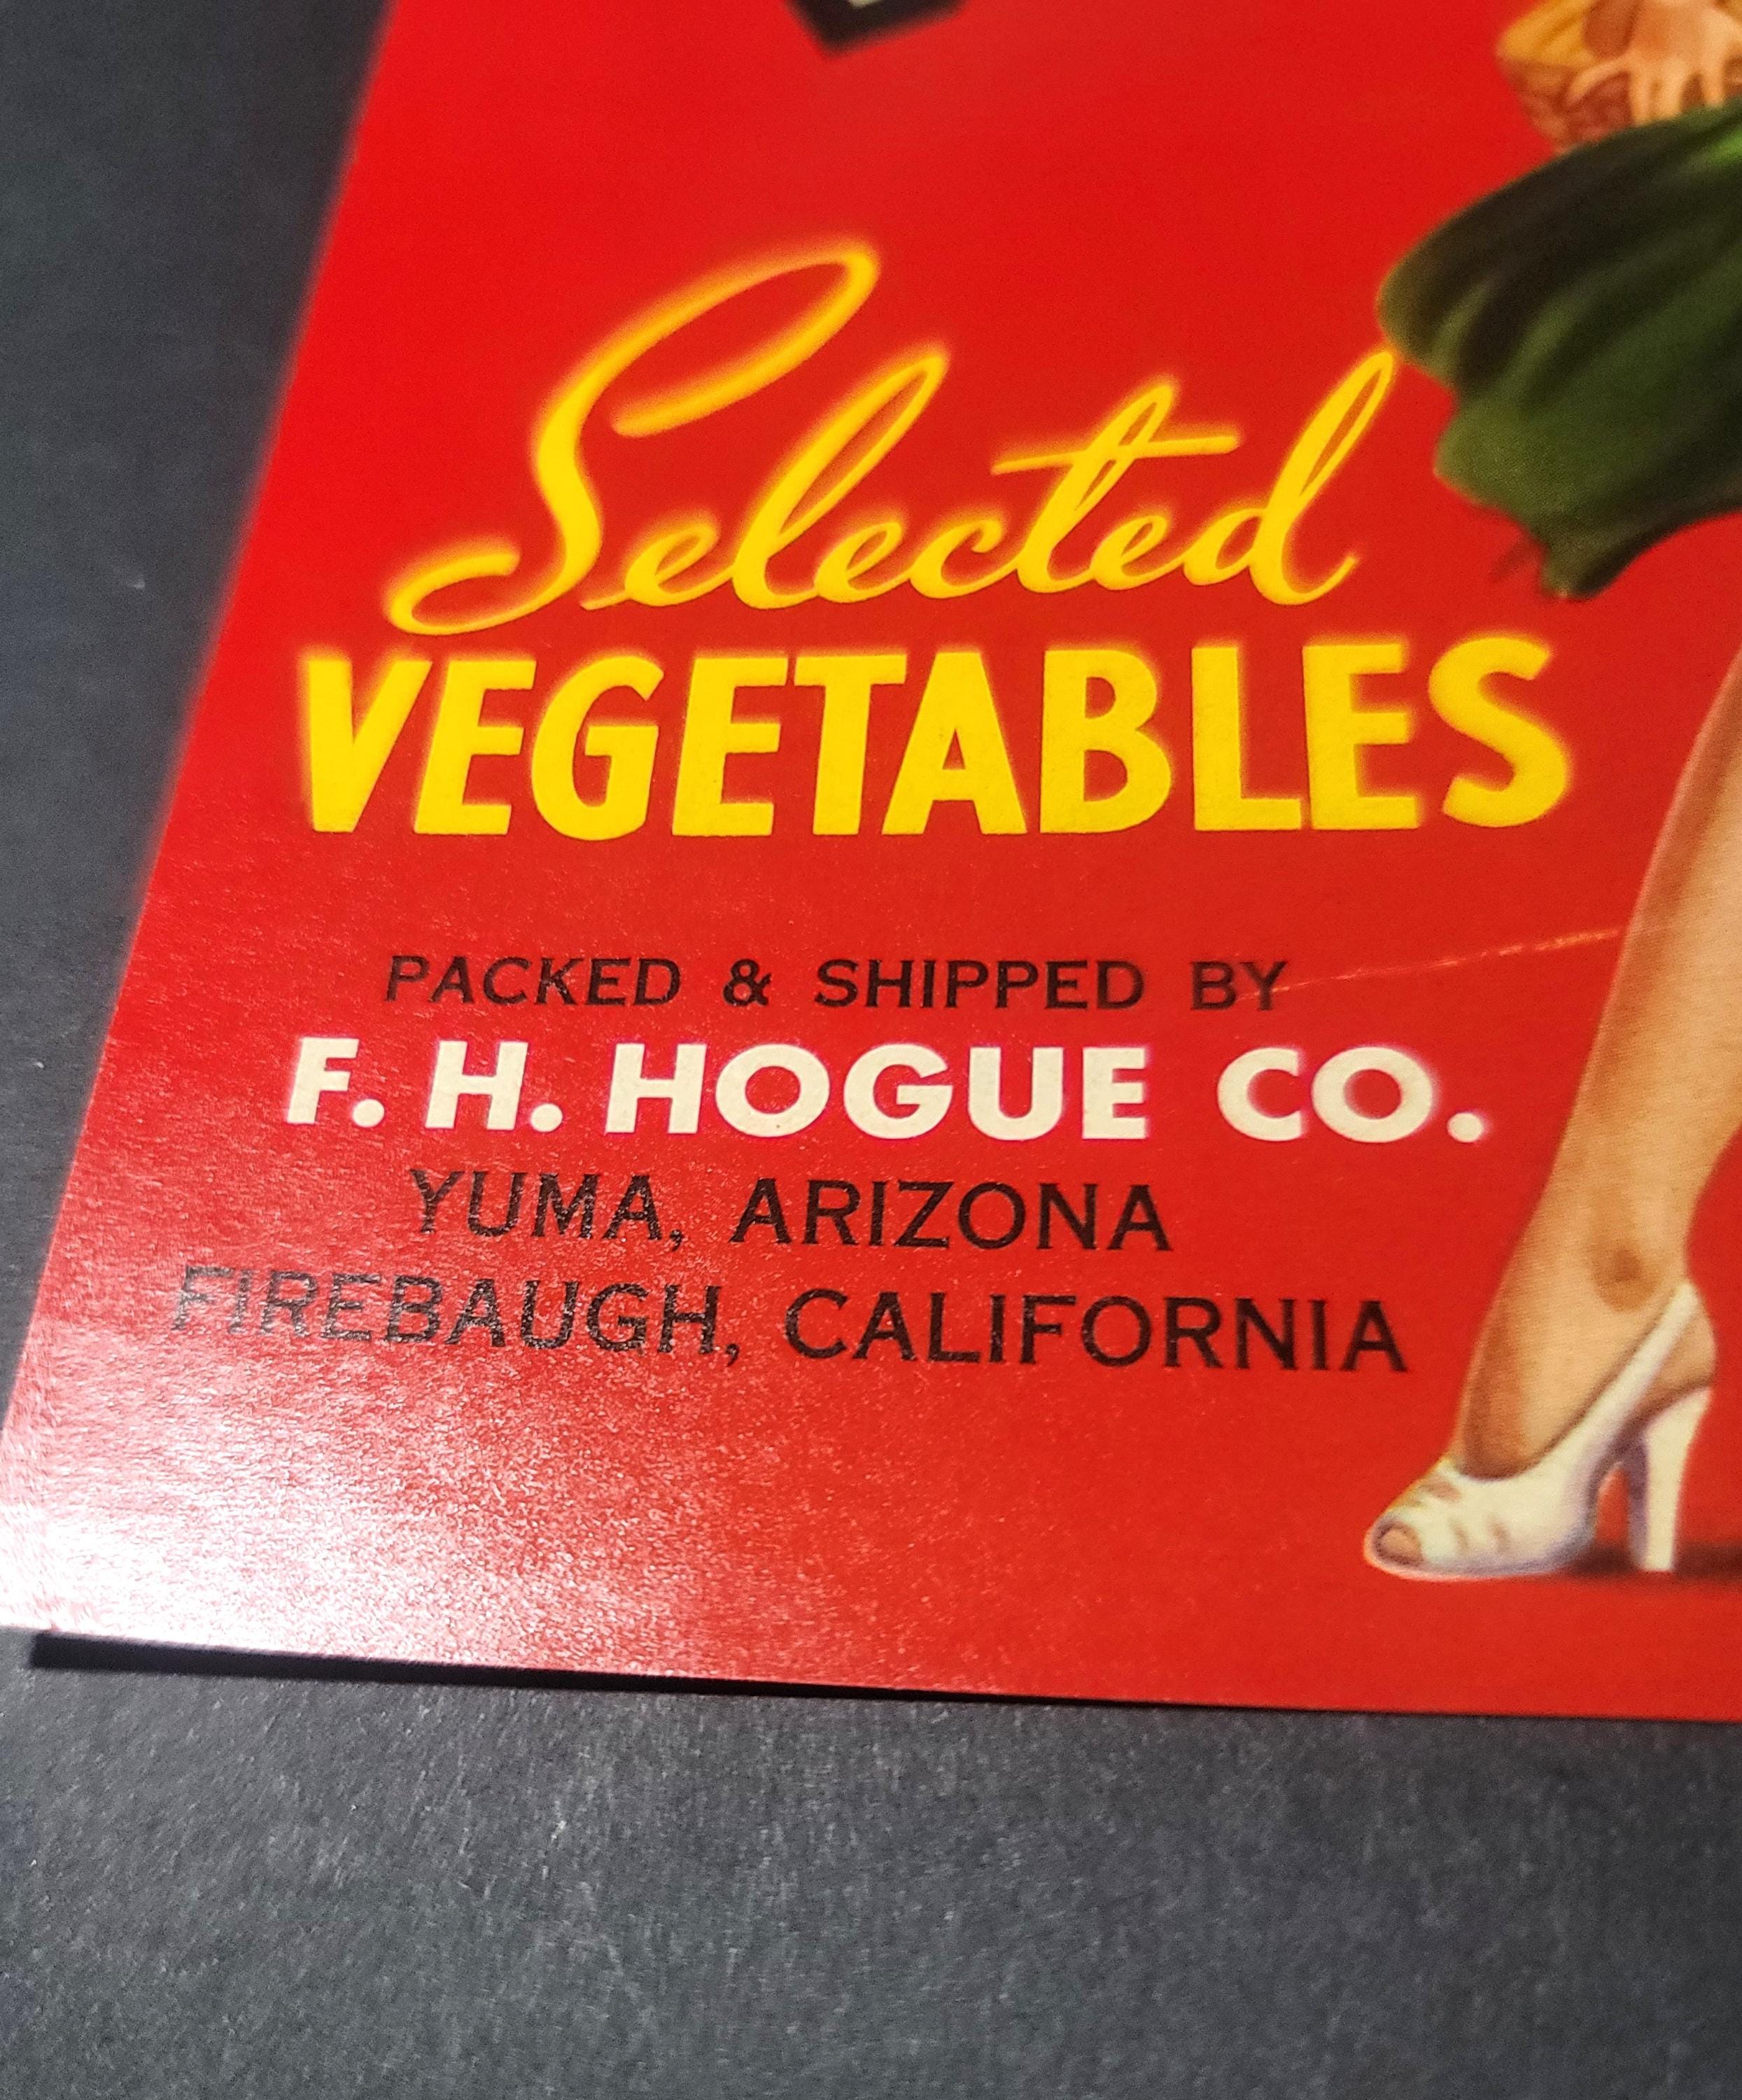 Selected
VEGETABLES
PACKED & SHIPPED BY
F. H. HOGUE CO.
YUMA, ARIZONA
FIREBAUGH, CALIFORNIA